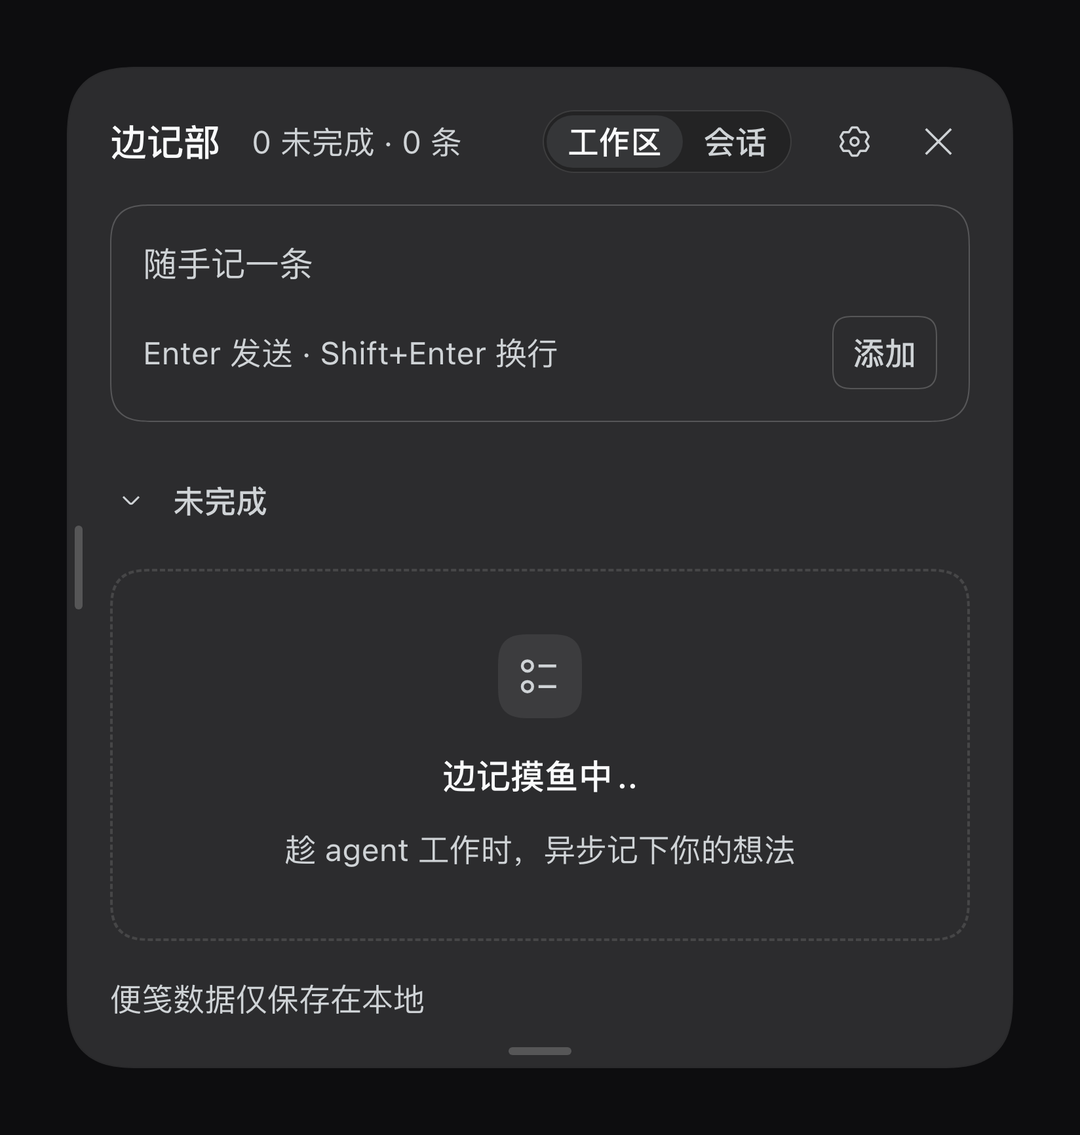 边记部 0 未完成 · 0 条 工作区 会话
随手记一条
Enter 发送 · Shift+Enter 换行 添加
未完成
边记摸鱼中..
趁 agent 工作时，异步记下你的想法
便笺数据仅保存在本地